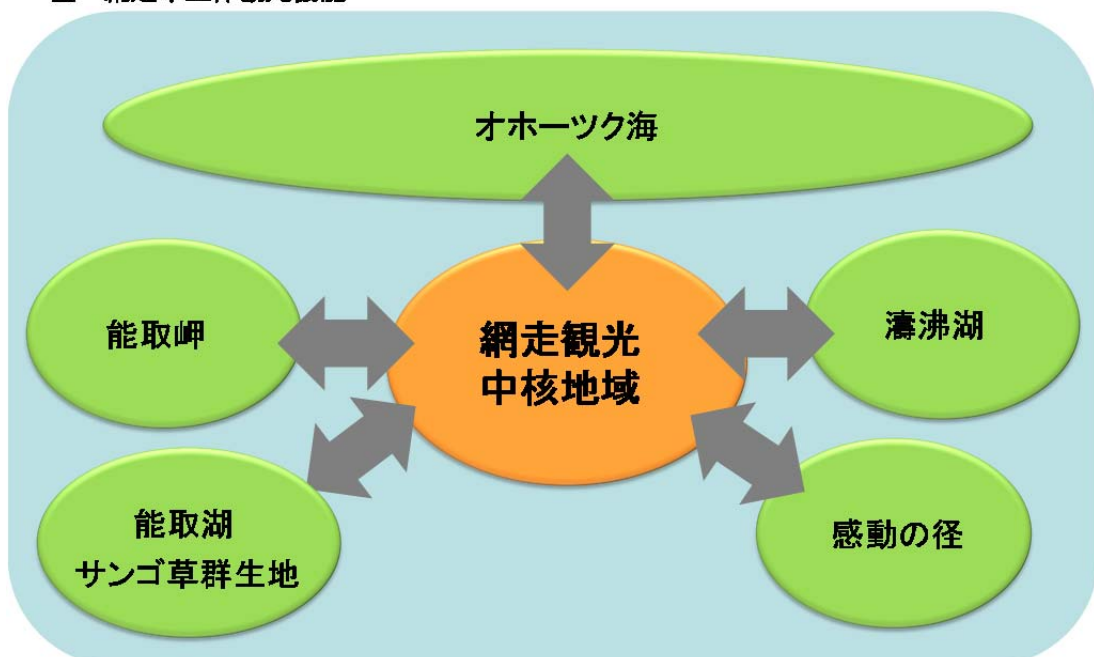 オホーツク海
能取岬
網走観光
中核地域
濤沸湖
能取湖
サンゴ草群生地
感動の径